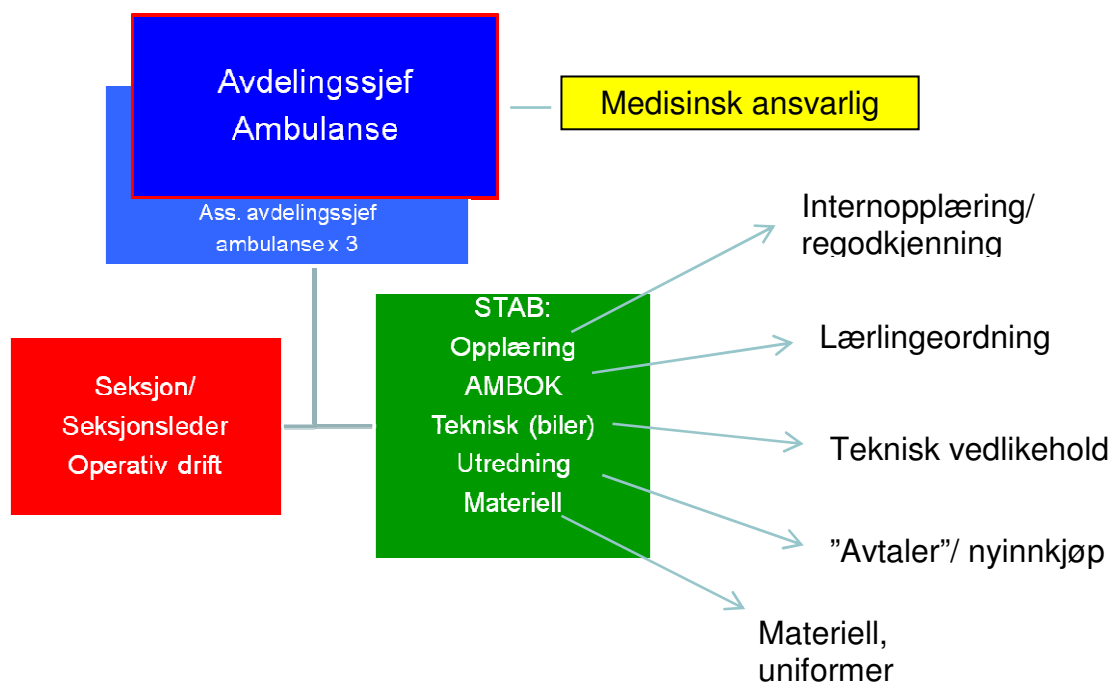 Avdelingssjef
Ambulanse
Medisinsk ansvarlig
Ass. avdelingssjef
ambulanse x 3
Internopplæring/
regodkjenning
STAB:
Opplæring
AMBOK
Teknisk (biler)
Utredning
Materiell
Lærlingeordning
Seksjon/
Seksjonsleder
Operativ drift
Teknisk vedlikehold
”Avtaler”/ nyinnkjøp
Materiell,
uniformer